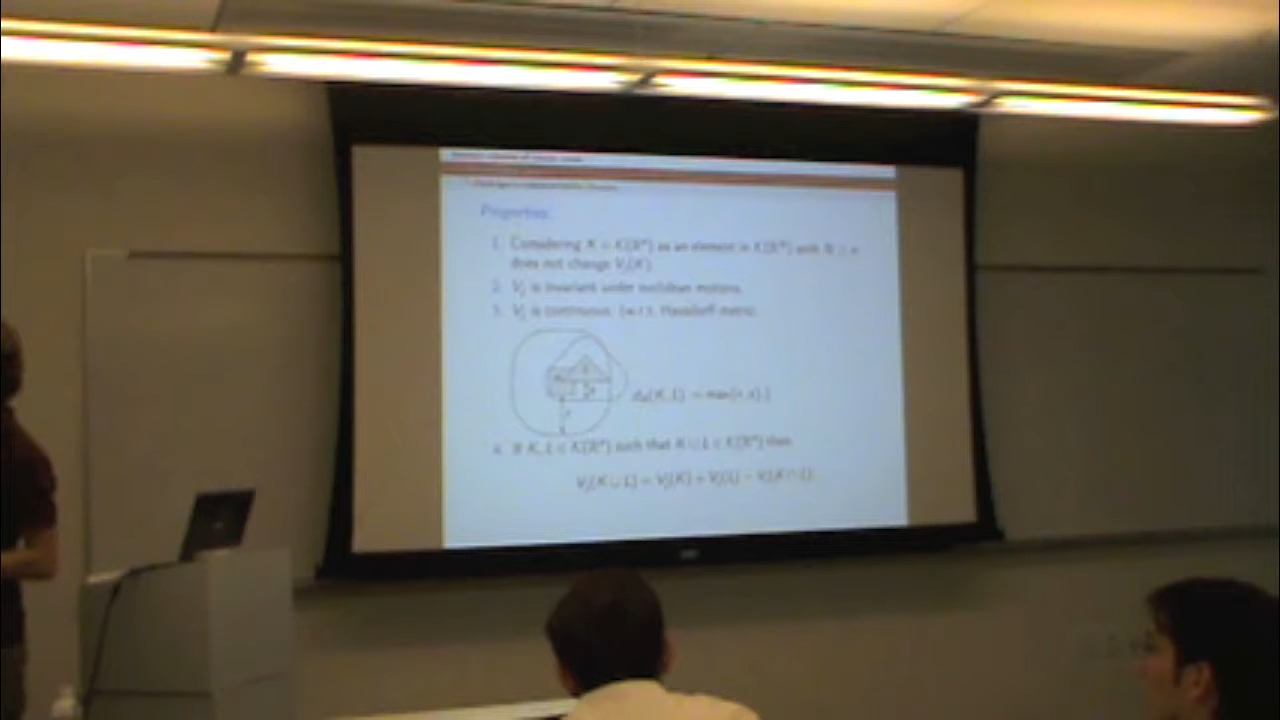 Properties:
1. Considering K ∈ K(ℝⁿ) as an element in K(ℝᴺ) with N ≥ n
does not change Vⱼ(K).
2. Vⱼ is invariant under euclidean motions.
3. Vⱼ is continuous. (w.r.t. Hausdorff metric
dₕ(K, L) = max{r, s}.)
4. If K, L ∈ K(ℝⁿ) such that K ∪ L ∈ K(ℝⁿ) then
Vⱼ(K ∪ L) = Vⱼ(K) + Vⱼ(L) − Vⱼ(K ∩ L).